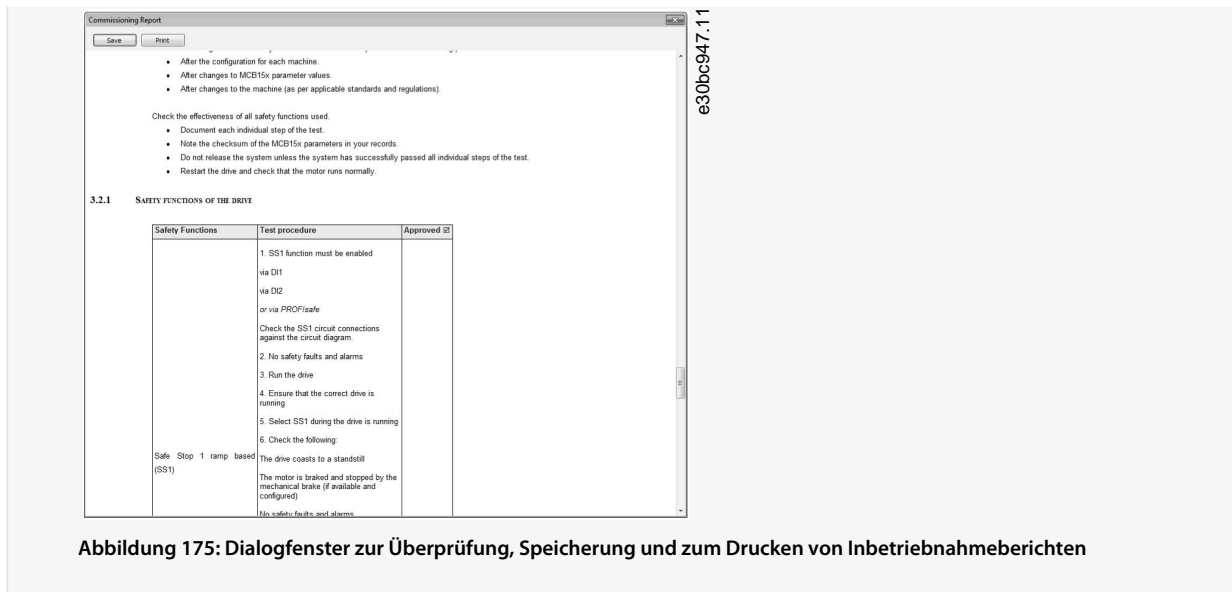 Commissioning Report
Save Print
After the configuration for each machine.
After changes to MCB15x parameter values.
After changes to the machine (as per applicable standards and regulations).
Check the effectiveness of all safety functions used.
Document each individual step of the test.
Note the checksum of the MCB15x parameters in your records.
Do not release the system unless the system has successfully passed all individual steps of the test.
Restart the drive and check that the motor runs normally.
3.2.1 SAFETY FUNCTIONS OF THE DRIVE
Safety Functions Test procedure Approved ☑
1. SS1 function must be enabled
via DI1
via DI2
or via PROFIsafe
Check the SS1 circuit connections
against the circuit diagram.
2. No safety faults and alarms
3. Run the drive
4. Ensure that the correct drive is
running
5. Select SS1 during the drive is running
6. Check the following:
Safe Stop 1 ramp based
(SS1)
The drive coasts to a standstill
The motor is braked and stopped by the
mechanical brake (if available and
configured)
No safety faults and alarms
e30bc947.11
Abbildung 175: Dialogfenster zur Überprüfung, Speicherung und zum Drucken von Inbetriebnahmeberichten